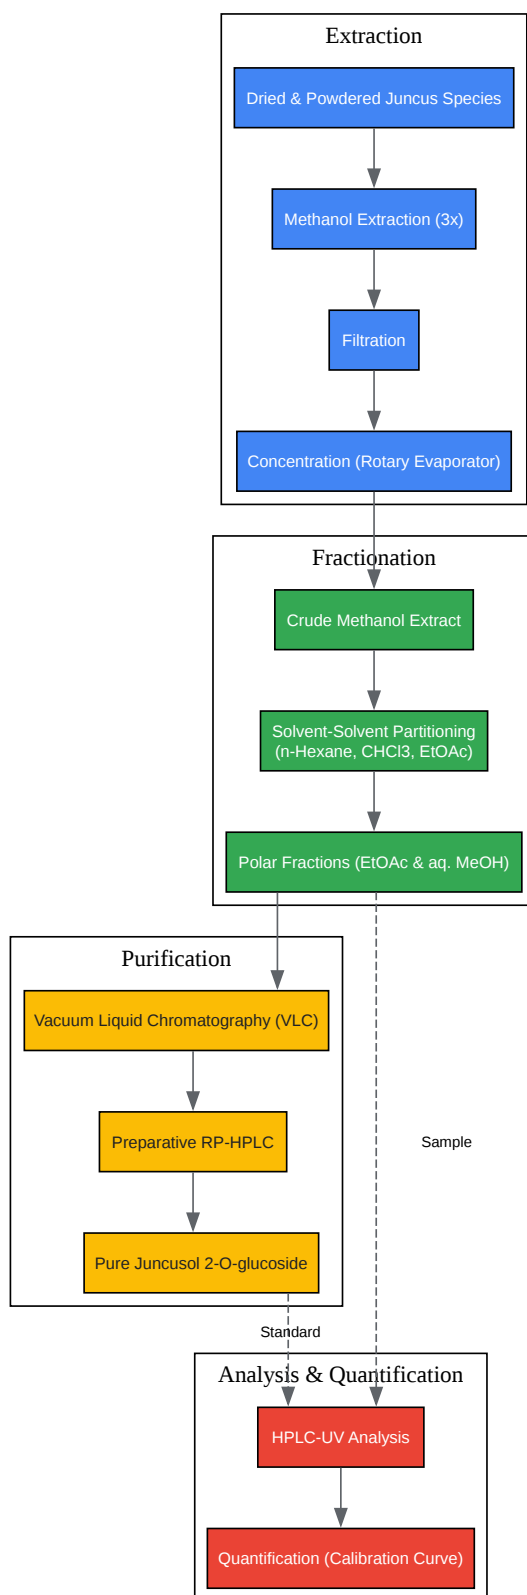 Extraction
Dried & Powdered Juncus Species
Methanol Extraction (3x)
Filtration
Concentration (Rotary Evaporator)
Fractionation
Crude Methanol Extract
Solvent-Solvent Partitioning
(n-Hexane, CHCl3, EtOAc)
Polar Fractions (EtOAc & aq. MeOH)
Purification
Vacuum Liquid Chromatography (VLC)
Preparative RP-HPLC
Sample
Pure Juncusol 2-O-glucoside
Standard
Analysis & Quantification
HPLC-UV Analysis
Quantification (Calibration Curve)